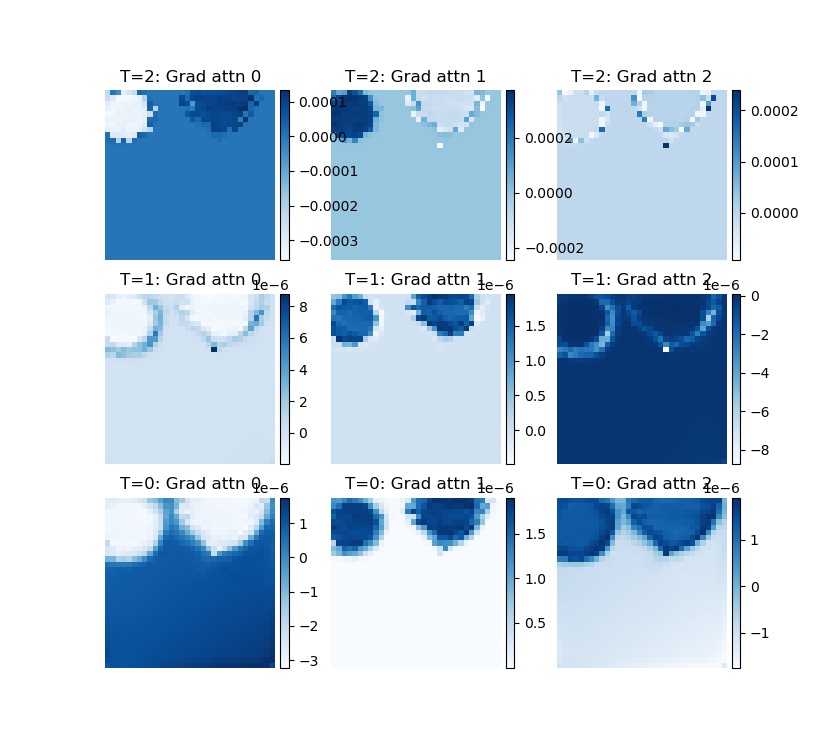 T=2: Grad attn 0
T=2: Grad attn 1
T=2: Grad attn 2
0.0001
0.0000
−0.0001
−0.0002
−0.0003
0.0002
0.0000
−0.0002
0.0002
0.0001
0.0000
T=1: Grad attn 0
1e−6
T=1: Grad attn 1
1e−6
T=1: Grad attn 2
1e−6
8
6
4
2
0
1.5
1.0
0.5
0.0
0
−2
−4
−6
−8
T=0: Grad attn 0
1e−6
T=0: Grad attn 1
1e−6
T=0: Grad attn 2
1e−6
1
0
−1
−2
−3
1.5
1.0
0.5
1
0
−1